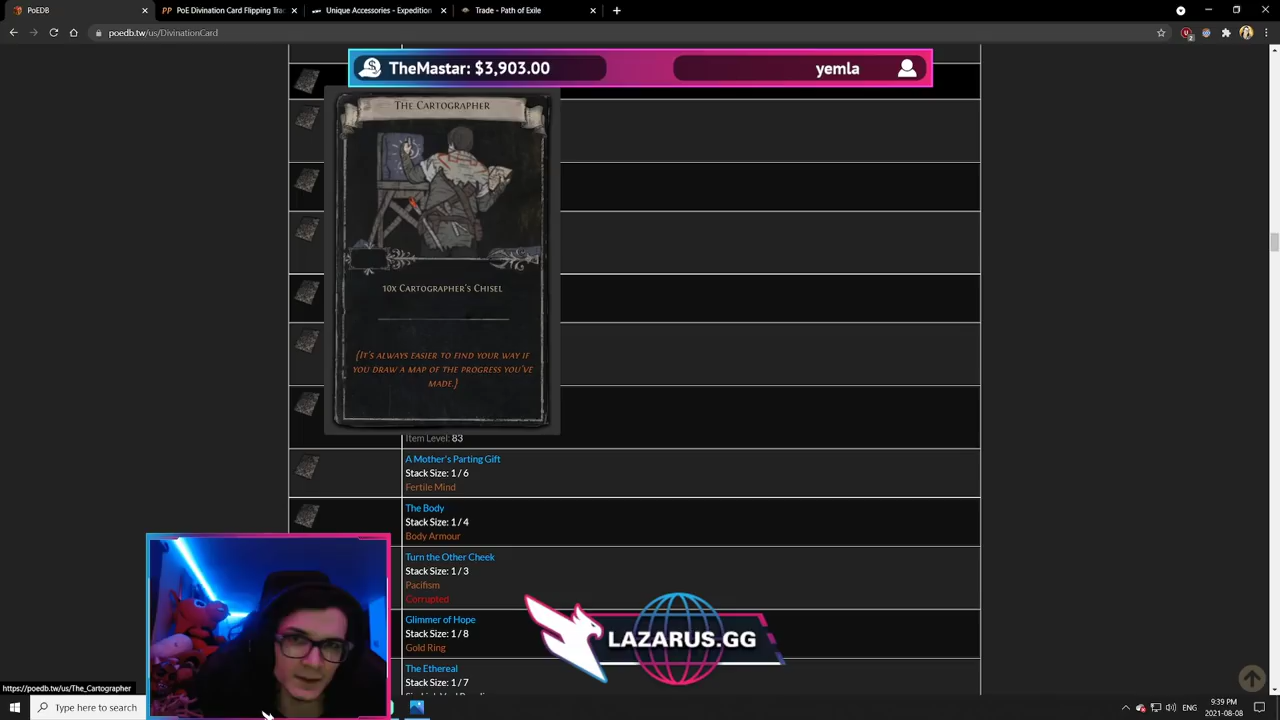 PoEDB
PoE Divination Card Flipping Trac
Unique Accessories - Expedition
Trade - Path of Exile
poedb.tw/us/DivinationCard
TheMastar: $3,903.00
yemla
The Cartographer
10x Cartographer's Chisel
(It's always easier to find your way if
you draw a map of the progress you've
made.)
Item Level: 83
A Mother's Parting Gift
Stack Size: 1 / 6
Fertile Mind
The Body
Stack Size: 1 / 4
Body Armour
Turn the Other Cheek
Stack Size: 1 / 3
Pacifism
Corrupted
Glimmer of Hope
Stack Size: 1 / 8
Gold Ring
The Ethereal
Stack Size: 1 / 7
LAZARUS.GG
https://poedb.tw/us/The_Cartographer
Type here to search
ENG
9:39 PM
2021-08-08